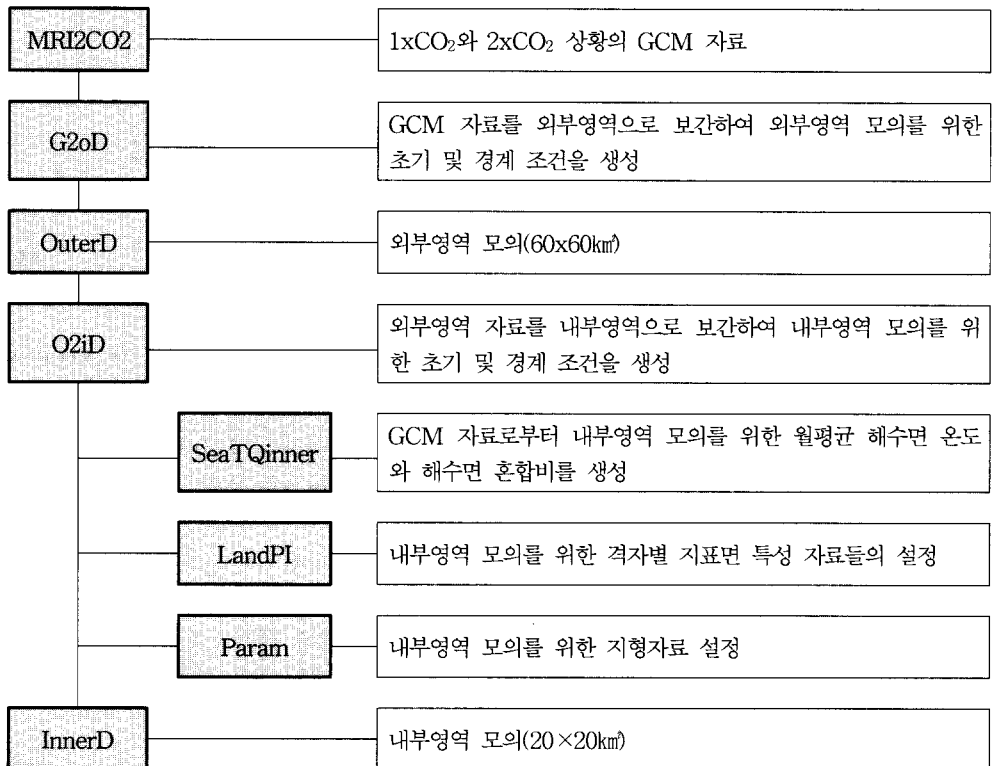 MRI2CO2
1xCO₂와 2xCO₂ 상황의 GCM 자료
G2oD
GCM 자료를 외부영역으로 보간하여 외부영역 모의를 위한
초기 및 경계 조건을 생성
OuterD
외부영역 모의(60x60㎢)
O2iD
외부영역 자료를 내부영역으로 보간하여 내부영역 모의를 위
한 초기 및 경계 조건을 생성
SeaTQinner
GCM 자료로부터 내부영역 모의를 위한 월평균 해수면 온도
와 해수면 혼합비를 생성
LandPI
내부영역 모의를 위한 격자별 지표면 특성 자료들의 설정
Param
내부영역 모의를 위한 지형자료 설정
InnerD
내부영역 모의(20×20㎢)